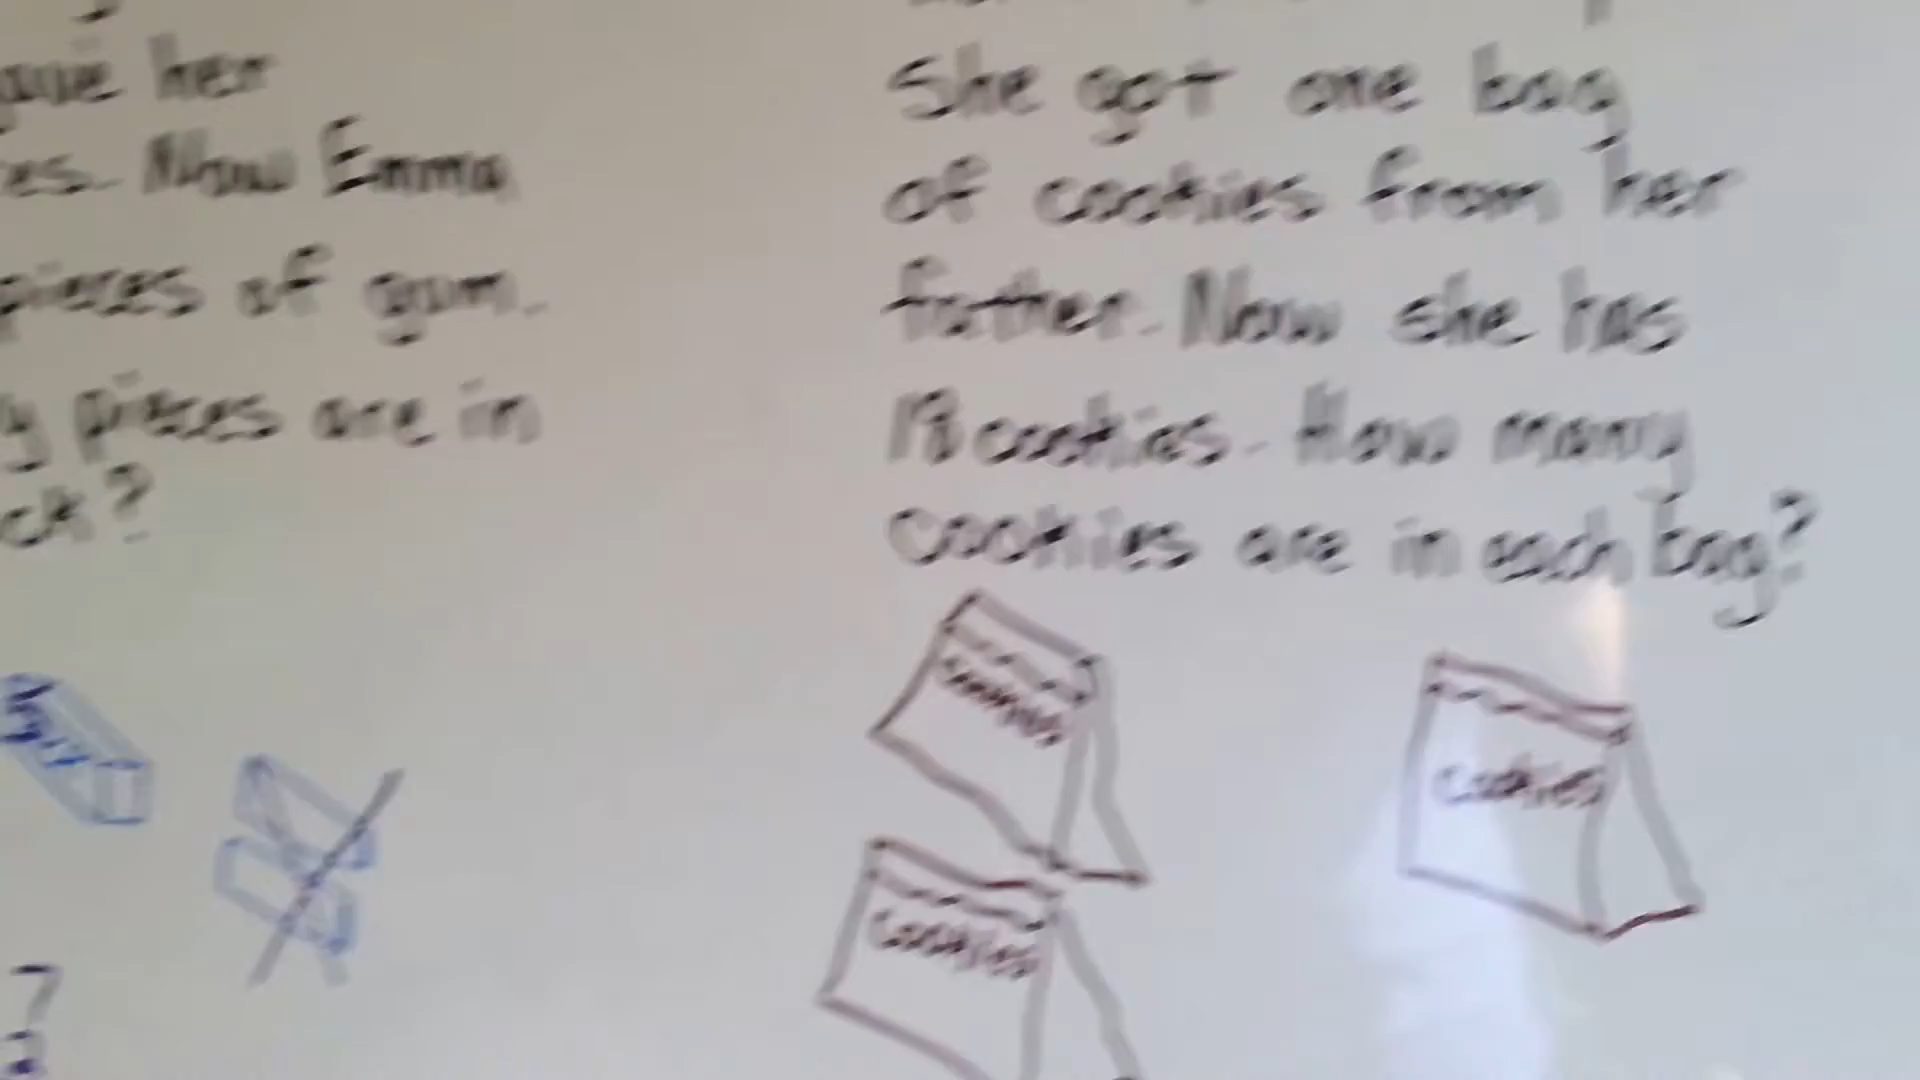 gave her
es. Now Emma
pieces of gum.
y pieces are in
ck?
She got one bag
of cookies from her
father. Now she has
18 cookies. How many
cookies are in each bag?
Cookies
Cookies
Cookies
?